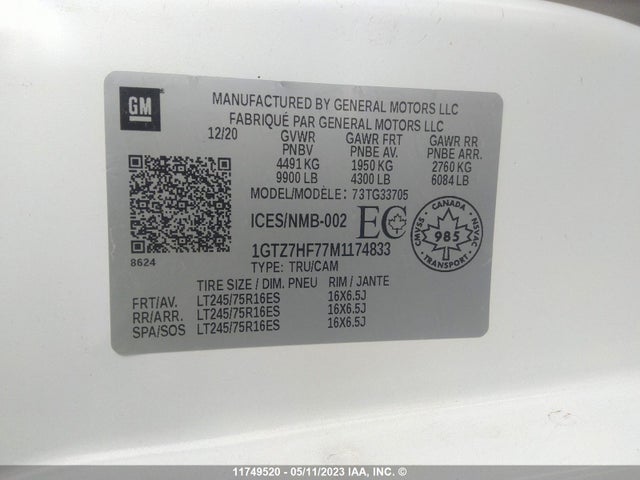 GM
MANUFACTURED BY GENERAL MOTORS LLC
FABRIQUÉ PAR GENERAL MOTORS LLC
12/20 GVWR GAWR FRT GAWR RR
PNBV PNBE AV. PNBE ARR.
4491 KG 1950 KG 2760 KG
9900 LB 4300 LB 6084 LB
MODEL/MODÈLE: 73TG33705
ICES/NMB-002 EC
CANADA
CMVSS 985 NSVAC
TRANSPORT
1GTZ7HF77M1174833
8624
TYPE: TRU/CAM
TIRE SIZE / DIM. PNEU RIM / JANTE
FRT/AV. LT245/75R16ES 16X6.5J
RR/ARR. LT245/75R16ES 16X6.5J
SPA/SOS LT245/75R16ES 16X6.5J
11749520 - 05/11/2023 IAA, INC. ©